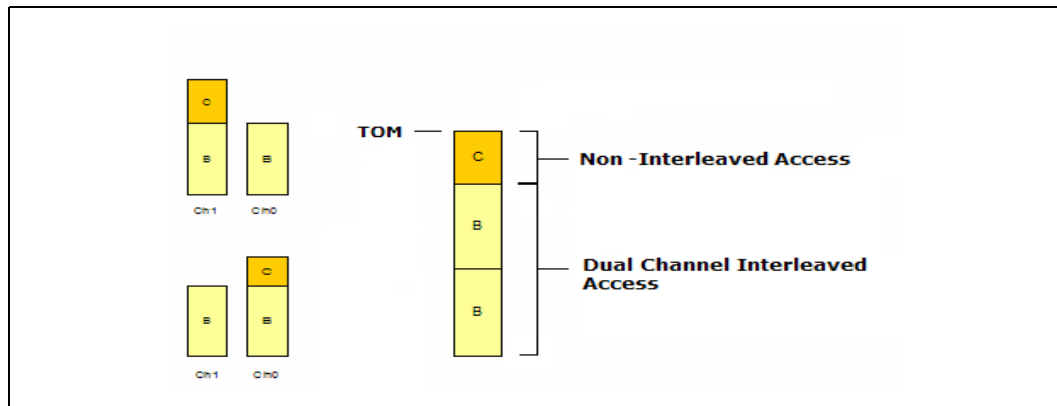 C
B
B
Ch1
Ch0
C
B
B
Ch1
Ch0
TOM
C
B
B
Non -Interleaved Access
Dual Channel Interleaved
Access